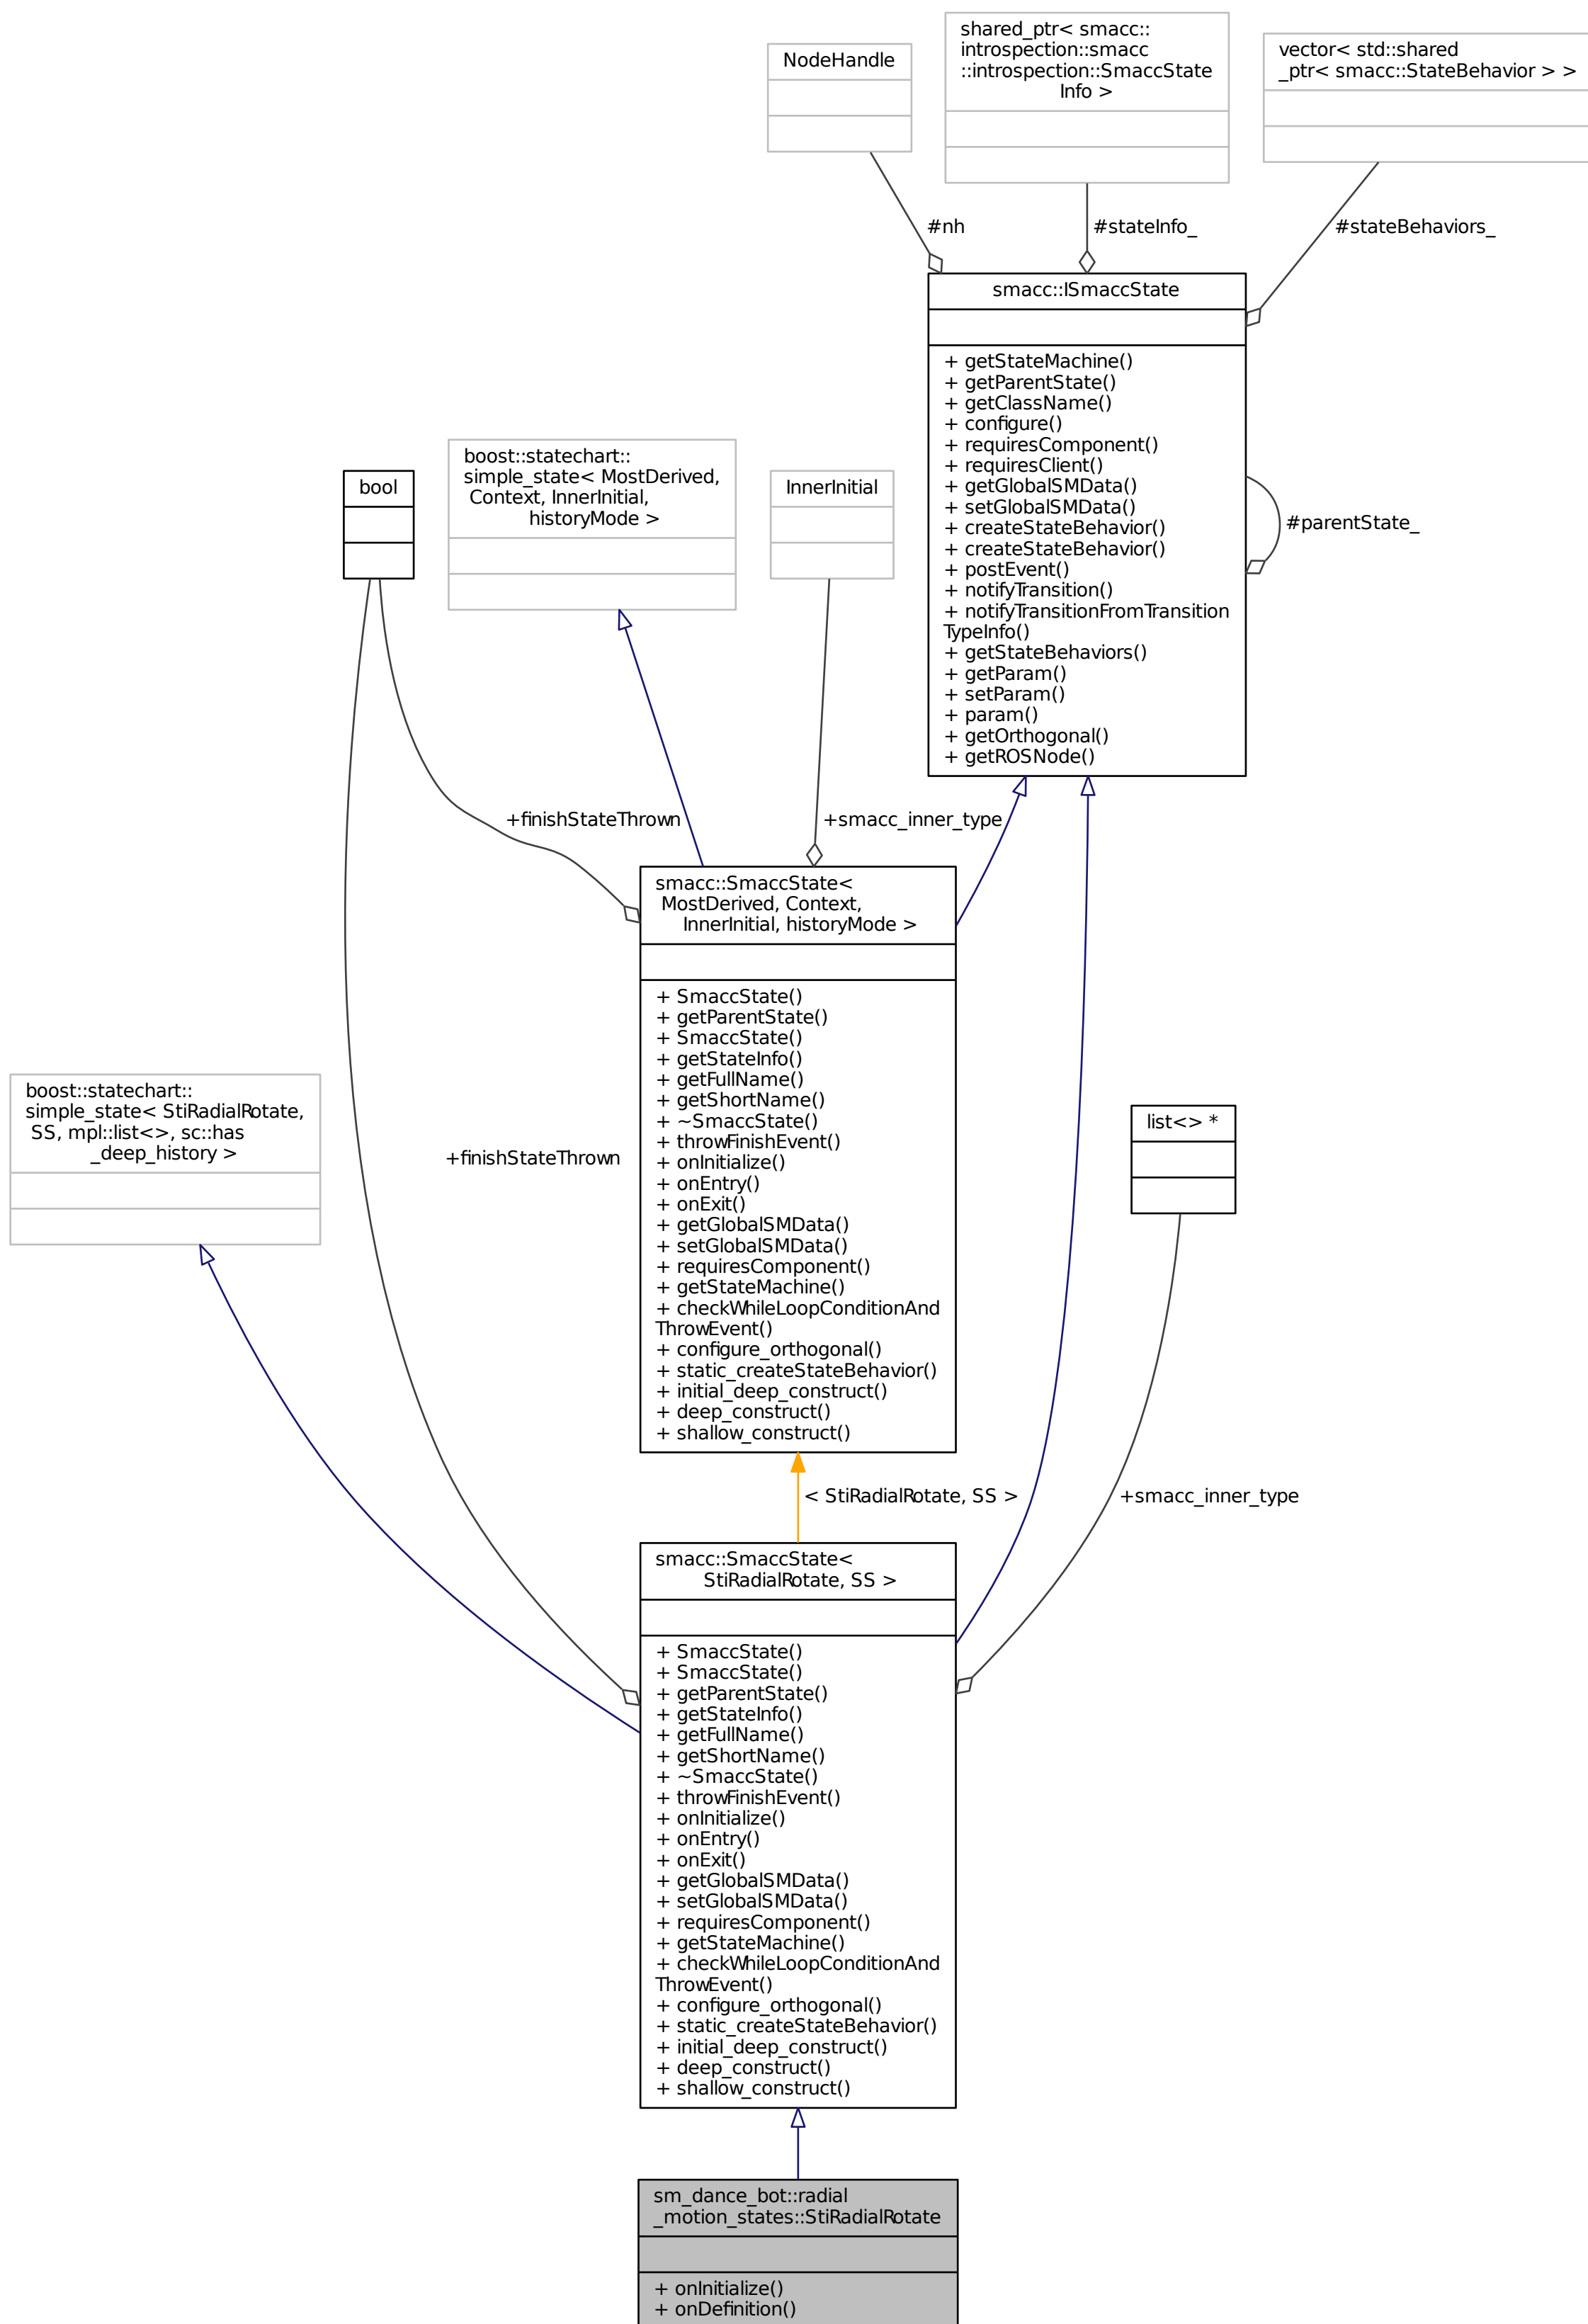 shared_ptr< smacc::
introspection::smacc
::introspection::SmaccState
Info >
NodeHandle
vector< std::shared
_ptr< smacc::StateBehavior > >
#nh
#stateInfo_
#stateBehaviors_
smacc::ISmaccState
+ getStateMachine()
+ getParentState()
+ getClassName()
+ configure()
+ requiresComponent()
+ requiresClient()
+ getGlobalSMData()
+ setGlobalSMData()
+ createStateBehavior()
+ createStateBehavior()
+ postEvent()
+ notifyTransition()
+ notifyTransitionFromTransition
TypeInfo()
+ getStateBehaviors()
+ getParam()
+ setParam()
+ param()
+ getOrthogonal()
+ getROSNode()
#parentState_
bool
boost::statechart::
simple_state< MostDerived,
Context, InnerInitial,
historyMode >
InnerInitial
+finishStateThrown
+smacc_inner_type
smacc::SmaccState<
MostDerived, Context,
InnerInitial, historyMode >
+ SmaccState()
+ getParentState()
+ SmaccState()
+ getStateInfo()
+ getFullName()
+ getShortName()
+ ~SmaccState()
+ throwFinishEvent()
+ onInitialize()
+ onEntry()
+ onExit()
+ getGlobalSMData()
+ setGlobalSMData()
+ requiresComponent()
+ getStateMachine()
+ checkWhileLoopConditionAnd
ThrowEvent()
+ configure_orthogonal()
+ static_createStateBehavior()
+ initial_deep_construct()
+ deep_construct()
+ shallow_construct()
boost::statechart::
simple_state< StiRadialRotate,
SS, mpl::list<>, sc::has
_deep_history >
+finishStateThrown
list<> *
< StiRadialRotate, SS >
+smacc_inner_type
smacc::SmaccState<
StiRadialRotate, SS >
+ SmaccState()
+ SmaccState()
+ getParentState()
+ getStateInfo()
+ getFullName()
+ getShortName()
+ ~SmaccState()
+ throwFinishEvent()
+ onInitialize()
+ onEntry()
+ onExit()
+ getGlobalSMData()
+ setGlobalSMData()
+ requiresComponent()
+ getStateMachine()
+ checkWhileLoopConditionAnd
ThrowEvent()
+ configure_orthogonal()
+ static_createStateBehavior()
+ initial_deep_construct()
+ deep_construct()
+ shallow_construct()
sm_dance_bot::radial
_motion_states::StiRadialRotate
+ onInitialize()
+ onDefinition()